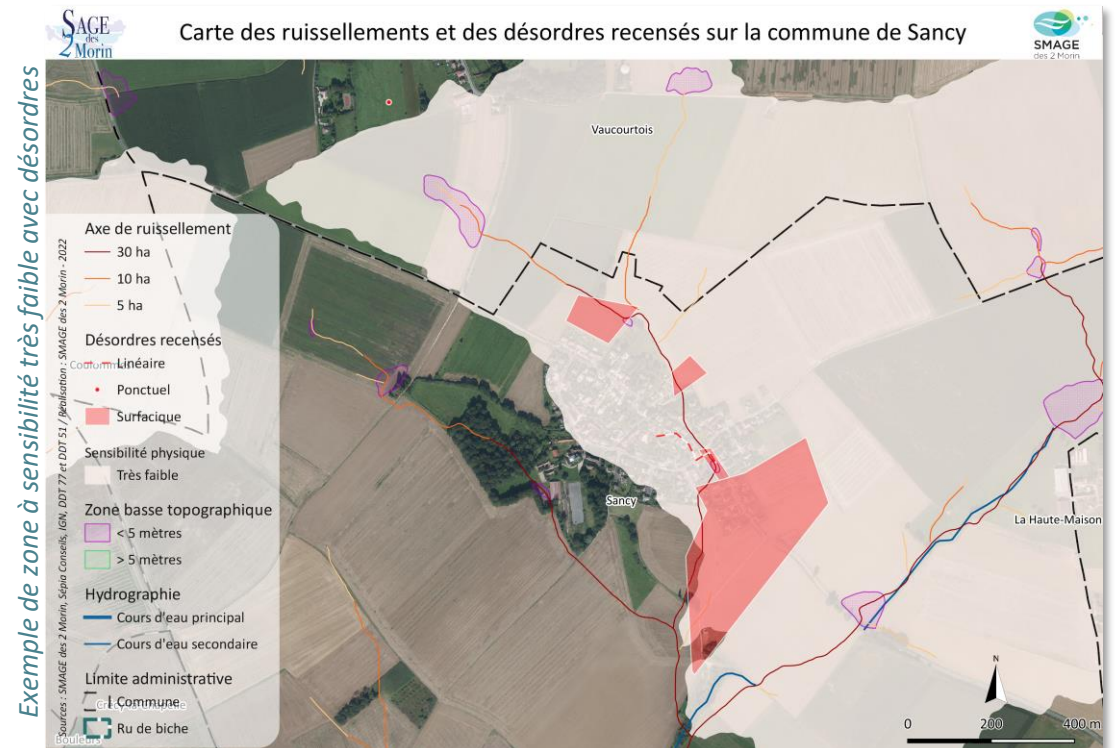 SAGE
des
2 Morin
Carte des ruissellements et des désordres recensés sur la commune de Sancy
SMAGE
des 2 Morin
Exemple de zone à sensibilité très faible avec désordres
Vaucourtois
Axe de ruissellement
30 ha
10 ha
5 ha
Désordres recensés
Linéaire
Ponctuel
Surfacique
Sensibilité physique
Très faible
Zone basse topographique
< 5 mètres
> 5 mètres
Hydrographie
Cours d'eau principal
Cours d'eau secondaire
Limite administrative
Commune
Ru de biche
Sources : SMAGE des 2 Morin, Sépia Conseils, IGN, DDT 77 et DDT 51 / Réalisation : SMAGE des 2 Morin - 2022
Coulommes
Sancy
La Haute-Maison
Bouleurs
N
0 200 400 m